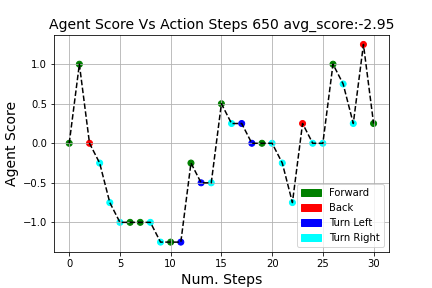 Agent Score Vs Action Steps 650 avg_score:-2.95
Agent Score
1.0
0.5
0.0
−0.5
−1.0
Forward
Back
Turn Left
Turn Right
0 5 10 15 20 25 30
Num. Steps